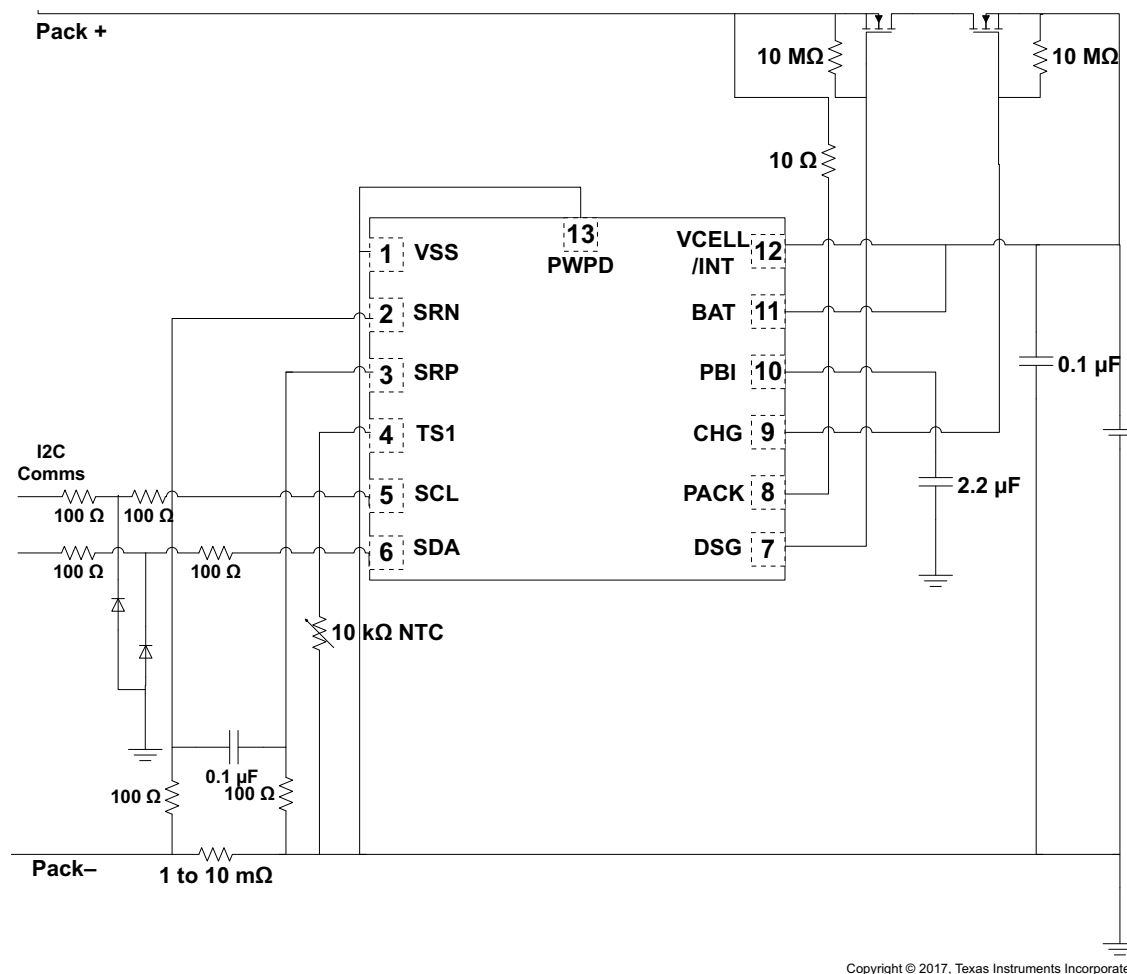 Pack +
10 MΩ
10 MΩ
10 Ω
13
PWPD
1 VSS
VCELL
/INT
12
2 SRN
BAT 11
3 SRP
PBI 10
0.1 µF
4 TS1
CHG 9
I2C
Comms
100 Ω
100 Ω
5 SCL
PACK 8
2.2 µF
100 Ω
100 Ω
6 SDA
DSG 7
10 kΩ NTC
0.1 µF
100 Ω
100 Ω
Pack–
1 to 10 mΩ
Copyright © 2017, Texas Instruments Incorporate